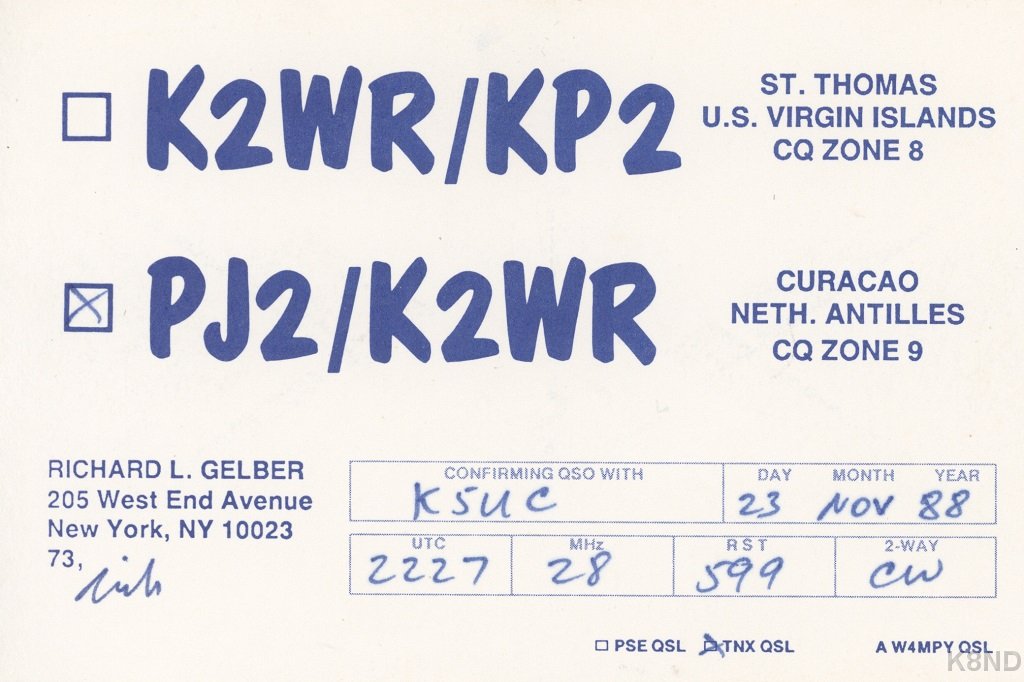 K2WR/KP2
ST. THOMAS
U.S. VIRGIN ISLANDS
CQ ZONE 8
PJ2/K2WR
CURACAO
NETH. ANTILLES
CQ ZONE 9
RICHARD L. GELBER
205 West End Avenue
New York, NY 10023
73,
CONFIRMING QSO WITH DAY MONTH YEAR
K5UC 23 NOV 88
UTC MHz RST 2-WAY
2227 28 599 CW
PSE QSL TNX QSL A W4MPY QSL
K8ND